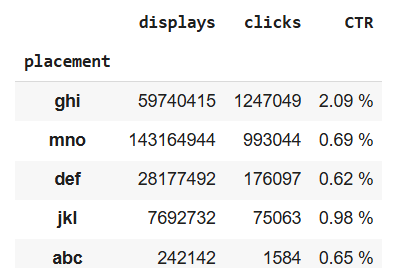 displays clicks CTR
placement
ghi 59740415 1247049 2.09 %
mno 143164944 993044 0.69 %
def 28177492 176097 0.62 %
jkl 7692732 75063 0.98 %
abc 242142 1584 0.65 %